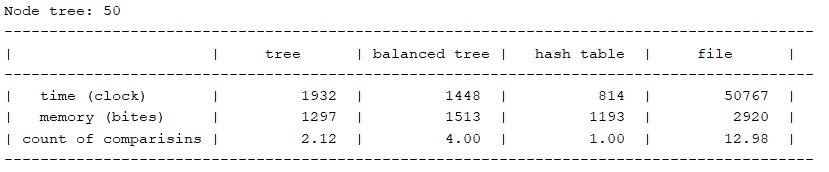 Node tree: 50
--------------------------------------------------------------------------------------------
|                       |     tree       | balanced tree |   hash table  |     file      |
--------------------------------------------------------------------------------------------
|   time (clock)        |         1932  |         1448  |          814  |        50767  |
|   memory (bites)      |         1297  |         1513  |         1193  |         2920  |
| count of comparisins |         2.12  |         4.00  |         1.00  |        12.98  |
--------------------------------------------------------------------------------------------